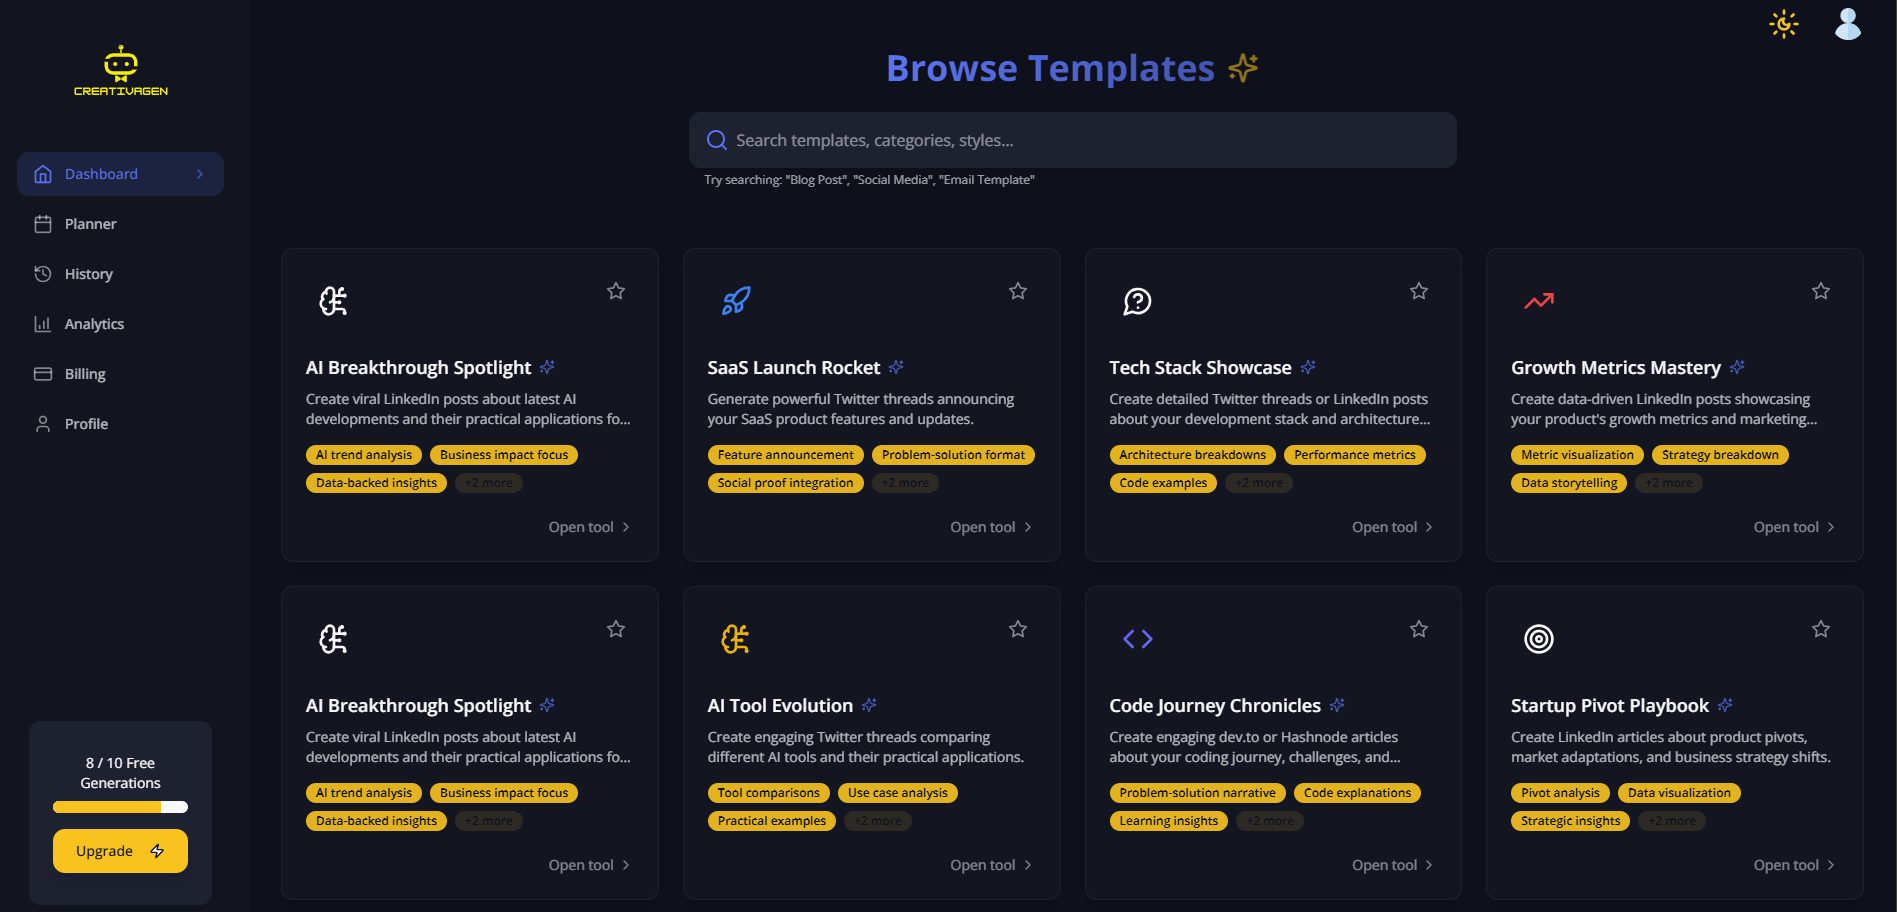 CREATIVAGEN
Dashboard
Planner
History
Analytics
Billing
Profile
8 / 10 Free
Generations
Upgrade
Browse Templates
Search templates, categories, styles...
Try searching: "Blog Post", "Social Media", "Email Template"
AI Breakthrough Spotlight
Create viral LinkedIn posts about latest AI
developments and their practical applications fo...
AI trend analysis
Business impact focus
Data-backed insights
+2 more
Open tool
SaaS Launch Rocket
Generate powerful Twitter threads announcing
your SaaS product features and updates.
Feature announcement
Problem-solution format
Social proof integration
+2 more
Open tool
Tech Stack Showcase
Create detailed Twitter threads or LinkedIn posts
about your development stack and architecture...
Architecture breakdowns
Performance metrics
Code examples
+2 more
Open tool
Growth Metrics Mastery
Create data-driven LinkedIn posts showcasing
your product's growth metrics and marketing...
Metric visualization
Strategy breakdown
Data storytelling
+2 more
Open tool
AI Breakthrough Spotlight
Create viral LinkedIn posts about latest AI
developments and their practical applications fo...
AI trend analysis
Business impact focus
Data-backed insights
+2 more
Open tool
AI Tool Evolution
Create engaging Twitter threads comparing
different AI tools and their practical applications.
Tool comparisons
Use case analysis
Practical examples
+2 more
Open tool
Code Journey Chronicles
Create engaging dev.to or Hashnode articles
about your coding journey, challenges, and...
Problem-solution narrative
Code explanations
Learning insights
+2 more
Open tool
Startup Pivot Playbook
Create LinkedIn articles about product pivots,
market adaptations, and business strategy shifts.
Pivot analysis
Data visualization
Strategic insights
+2 more
Open tool